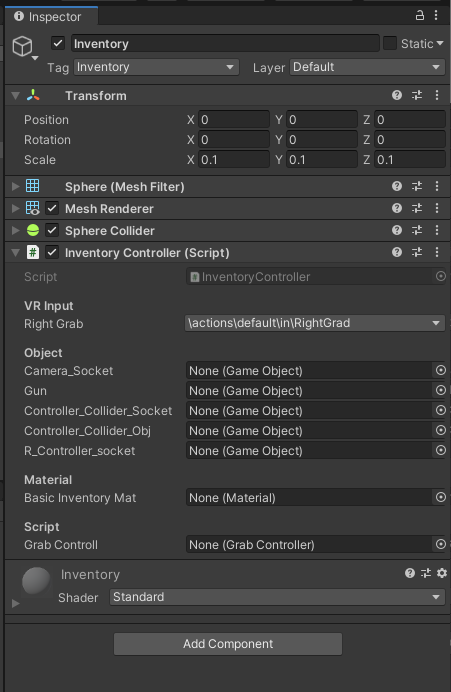 Inspector
Inventory
Static
Tag Inventory Layer Default
Transform
Position X 0 Y 0 Z 0
Rotation X 0 Y 0 Z 0
Scale X 0.1 Y 0.1 Z 0.1
Sphere (Mesh Filter)
Mesh Renderer
Sphere Collider
Inventory Controller (Script)
Script InventoryController
VR Input
Right Grab \actions\default\in\RightGrad
Object
Camera_Socket None (Game Object)
Gun None (Game Object)
Controller_Collider_Socket None (Game Object)
Controller_Collider_Obj None (Game Object)
R_Controller_socket None (Game Object)
Material
Basic Inventory Mat None (Material)
Script
Grab Controll None (Grab Controller)
Inventory
Shader Standard
Add Component